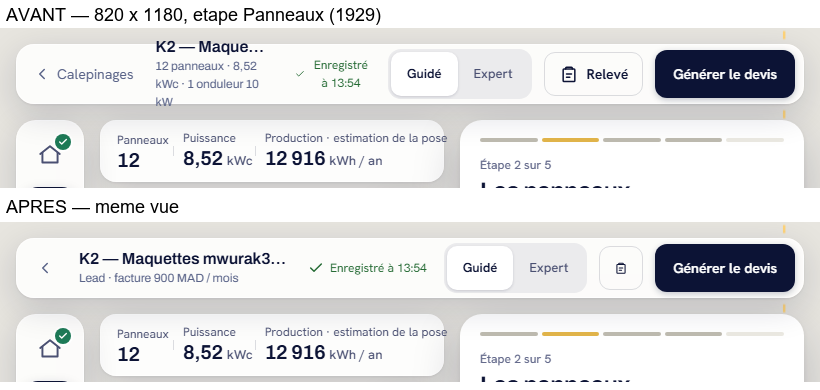 AVANT — 820 x 1180, etape Panneaux (1929)
Calepinages
K2 — Maque…
12 panneaux · 8,52
kWc · 1 onduleur 10
kW
Enregistré
à 13:54
Guidé
Expert
Relevé
Générer le devis
Panneaux
12
Puissance
8,52 kWc
Production · estimation de la pose
12 916 kWh / an
Étape 2 sur 5
Les panneaux
APRES — meme vue
K2 — Maquettes mwurak3…
Lead · facture 900 MAD / mois
Enregistré à 13:54
Guidé
Expert
Générer le devis
Panneaux
12
Puissance
8,52 kWc
Production · estimation de la pose
12 916 kWh / an
Étape 2 sur 5
Les panneaux